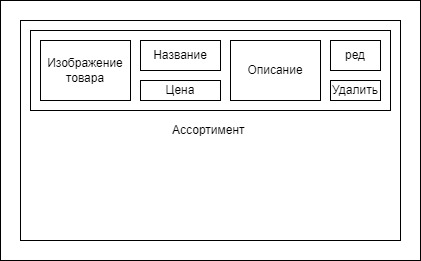 Изображение
товара
Название
Цена
Описание
ред
Удалить
Ассортимент